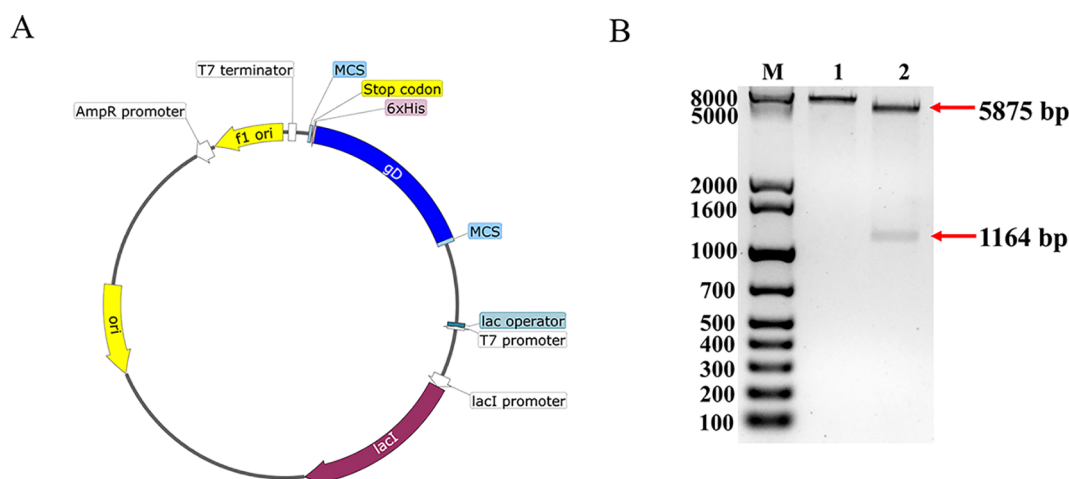 A
T7 terminator
MCS
Stop codon
6xHis
AmpR promoter
f1 ori
gD
MCS
lac operator
T7 promoter
lacI promoter
lacI
ori
B
M 1 2
8000
5000
5875 bp
2000
1600
1164 bp
1000
700
500
400
300
200
100